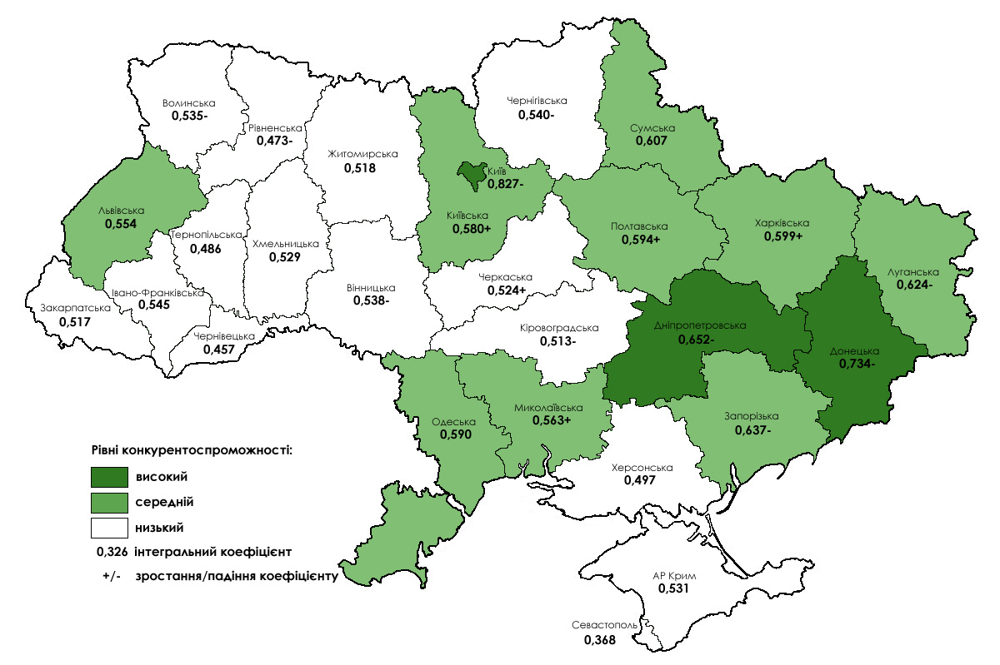 Волинська
0,535-
Рівненська
0,473-
Житомирська
0,518
Чернігівська
0,540-
Сумська
0,607
Київ
0,827-
Київська
0,580+
Львівська
0,554
Тернопільська
0,486
Хмельницька
0,529
Полтавська
0,594+
Харківська
0,599+
Луганська
0,624-
Закарпатська
0,517
Івано-Франківська
0,545
Чернівецька
0,457
Вінницька
0,538-
Черкаська
0,524+
Кіровоградська
0,513-
Дніпропетровська
0,652-
Донецька
0,734-
Одеська
0,590
Миколаївська
0,563+
Запорізька
0,637-
Херсонська
0,497
АР Крим
0,531
Севастополь
0,368
Рівні конкурентоспроможності:
високий
середній
низький
0,326 інтегральний коефіцієнт
+/- зростання/падіння коефіцієнту